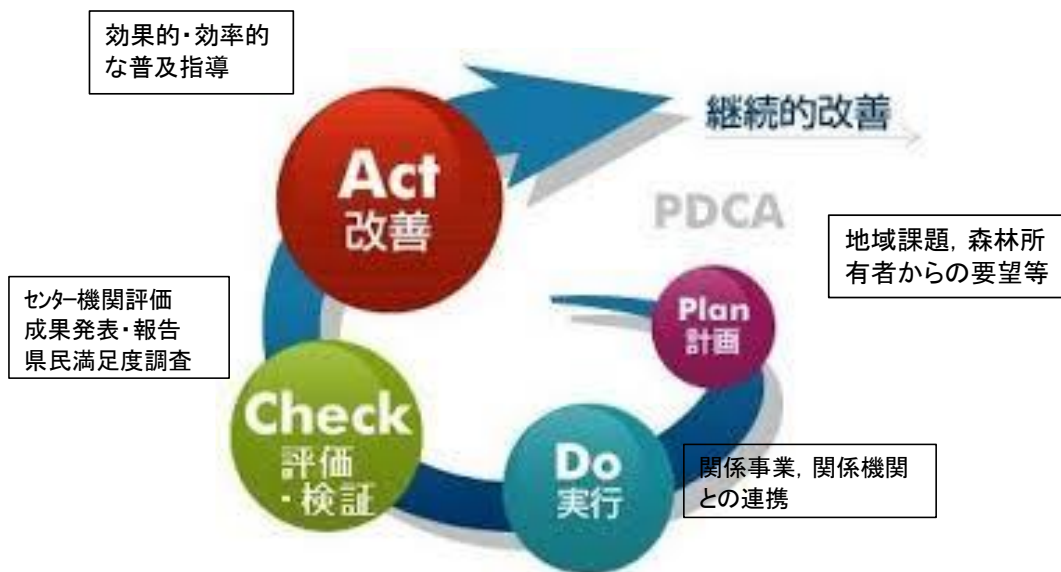 効果的・効率的
な普及指導
Act
改善
継続的改善
PDCA
地域課題, 森林所
有者からの要望等
Plan
計画
センター機関評価
成果発表・報告
県民満足度調査
Check
評価
・検証
Do
実行
関係事業, 関係機関
との連携